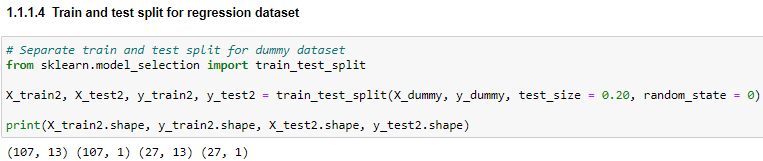 1.1.1.4 Train and test split for regression dataset
# Separate train and test split for dummy dataset
from sklearn.model_selection import train_test_split
X_train2, X_test2, y_train2, y_test2 = train_test_split(X_dummy, y_dummy, test_size = 0.20, random_state = 0)
print(X_train2.shape, y_train2.shape, X_test2.shape, y_test2.shape)
(107, 13) (107, 1) (27, 13) (27, 1)